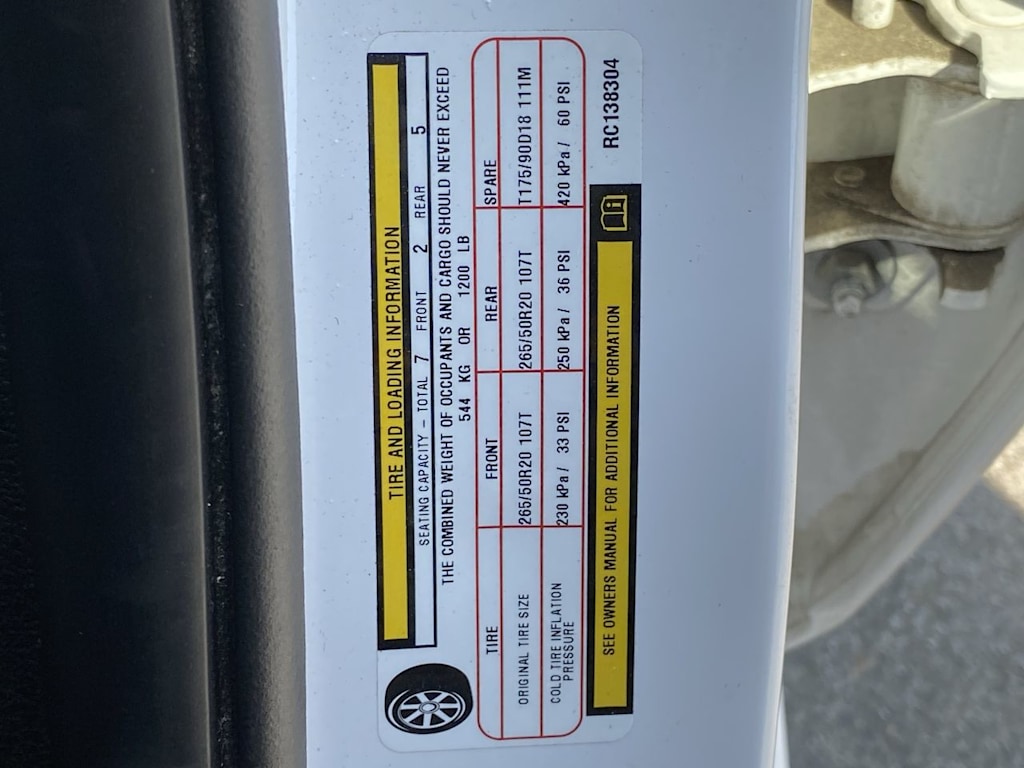 TIRE AND LOADING INFORMATION
SEATING CAPACITY – TOTAL 7 FRONT 2 REAR 5
THE COMBINED WEIGHT OF OCCUPANTS AND CARGO SHOULD NEVER EXCEED
544 KG OR 1200 LB
TIRE FRONT REAR SPARE
ORIGINAL TIRE SIZE 265/50R20 107T 265/50R20 107T T175/90D18 111M
COLD TIRE INFLATION PRESSURE 230 kPa / 33 PSI 250 kPa / 36 PSI 420 kPa / 60 PSI
SEE OWNERS MANUAL FOR ADDITIONAL INFORMATION RC138304